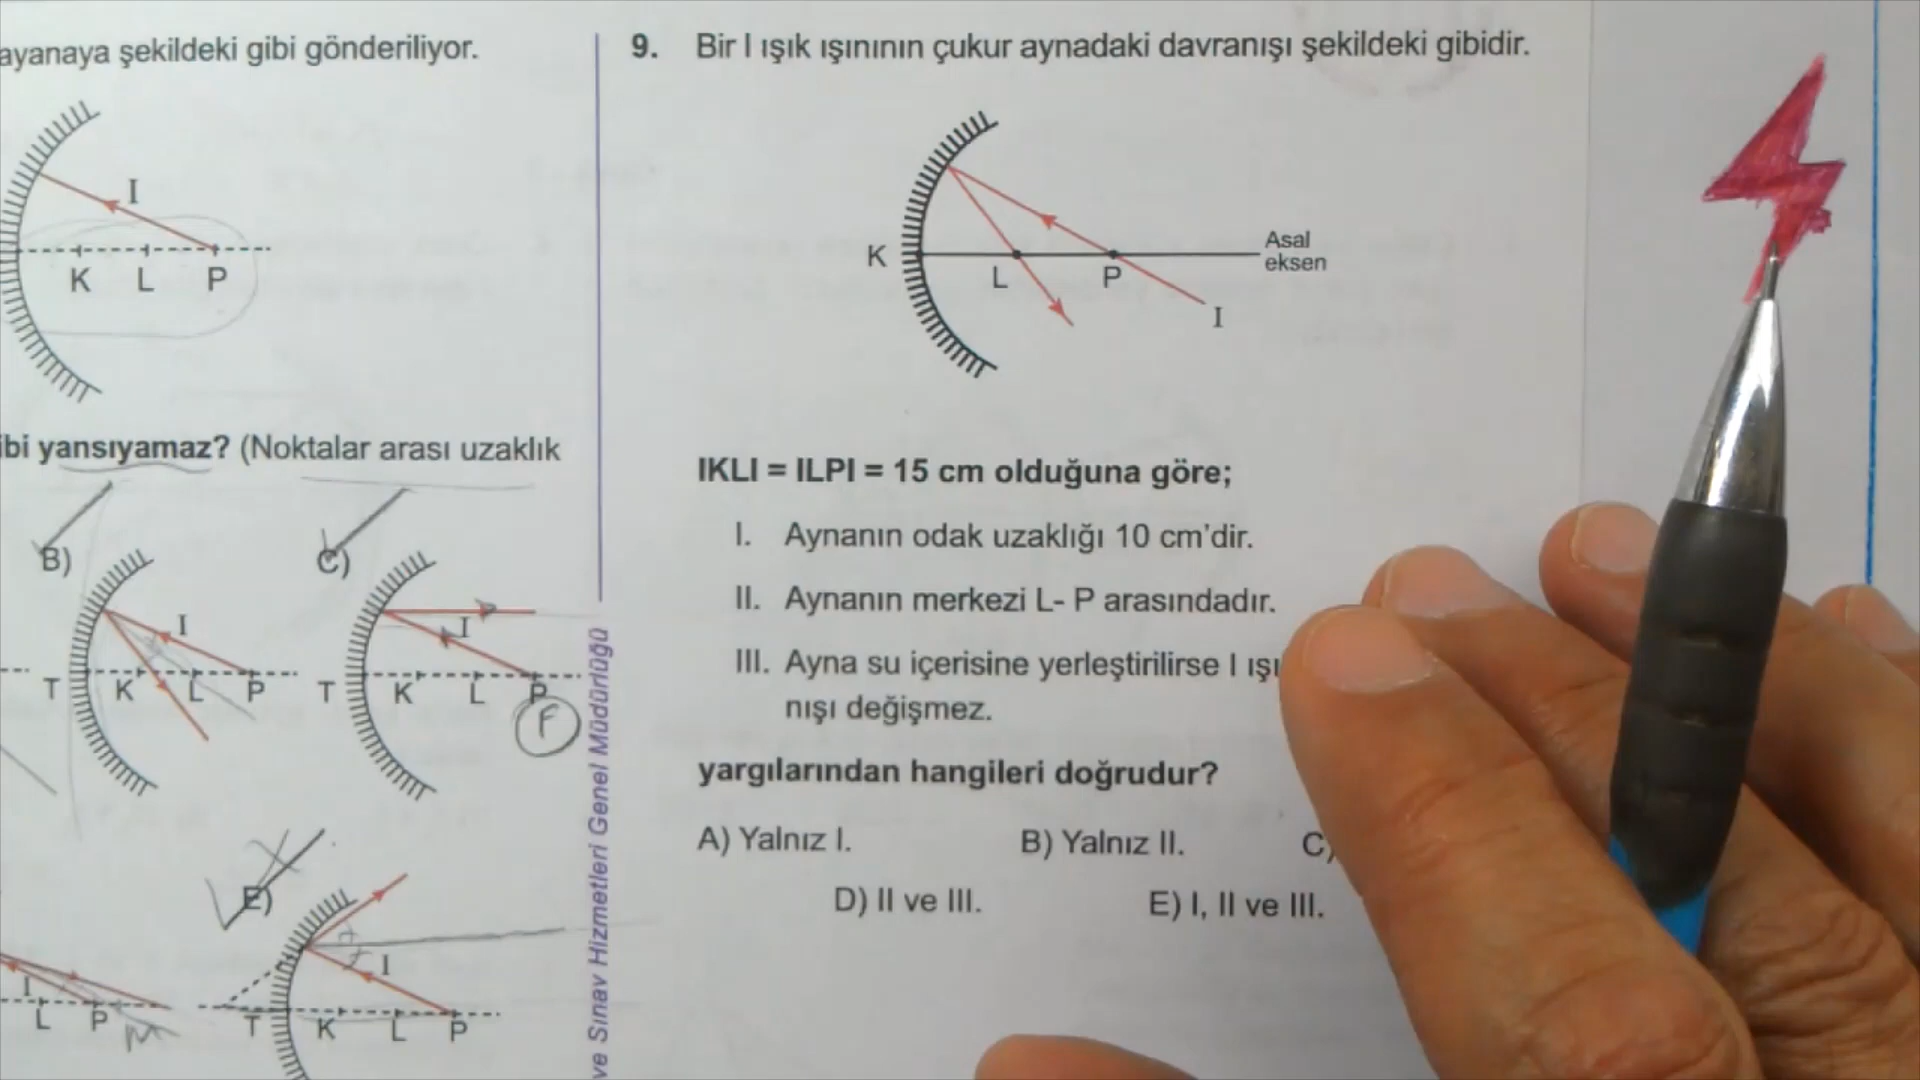 ayanaya şekildeki gibi gönderiliyor.
I
K L P
ibi yansıyamaz? (Noktalar arası uzaklık
B)
I
T K L P
C)
I
T K L P
F
E)
I
T K L P
I
L P
M
ve Sınav Hizmetleri Genel Müdürlüğü
9. Bir I ışık ışınının çukur aynadaki davranışı şekildeki gibidir.
K
L
P
I
Asal
eksen
IKLI = ILPI = 15 cm olduğuna göre;
I. Aynanın odak uzaklığı 10 cm'dir.
II. Aynanın merkezi L- P arasındadır.
III. Ayna su içerisine yerleştirilirse I ışı
nışı değişmez.
yargılarından hangileri doğrudur?
A) Yalnız I.
B) Yalnız II.
C)
D) II ve III.
E) I, II ve III.